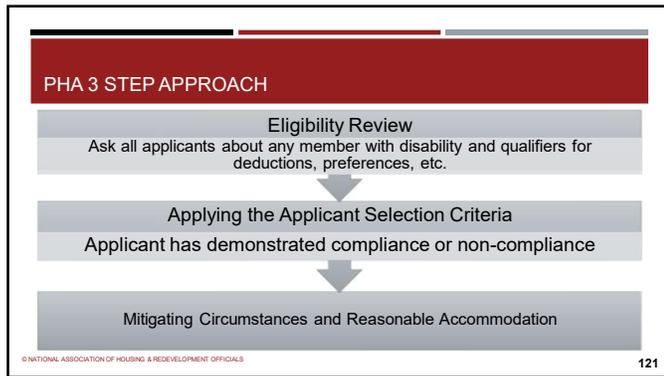 PHA 3 STEP APPROACH
Eligibility Review
Ask all applicants about any member with disability and qualifiers for
deductions, preferences, etc.
Applying the Applicant Selection Criteria
Applicant has demonstrated compliance or non-compliance
Mitigating Circumstances and Reasonable Accommodation
© NATIONAL ASSOCIATION OF HOUSING & REDEVELOPMENT OFFICIALS
121